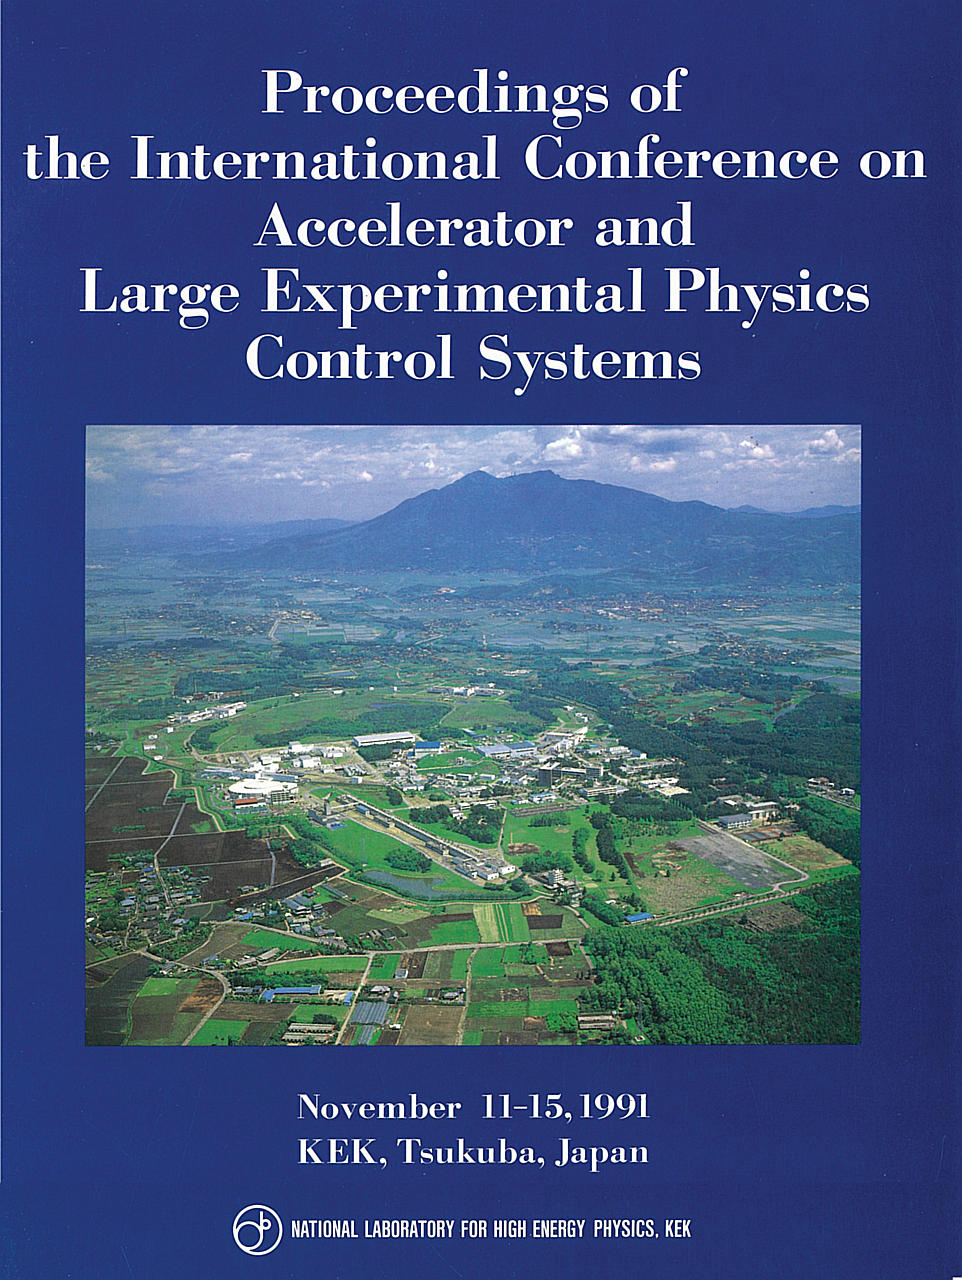 Proceedings of
the International Conference on
Accelerator and
Large Experimental Physics
Control Systems
November 11-15, 1991
KEK, Tsukuba, Japan
NATIONAL LABORATORY FOR HIGH ENERGY PHYSICS, KEK